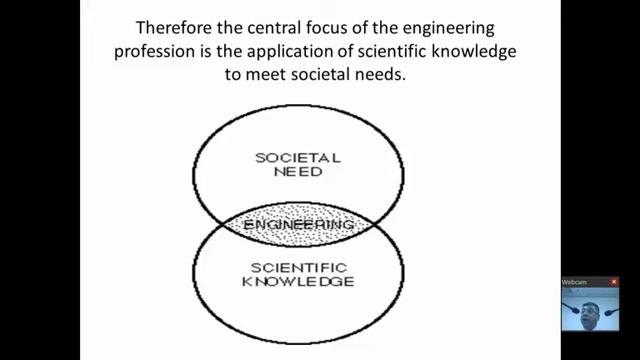 Therefore the central focus of the engineering
profession is the application of scientific knowledge
to meet societal needs.
SOCIETAL
NEED
ENGINEERING
SCIENTIFIC
KNOWLEDGE
Webcam